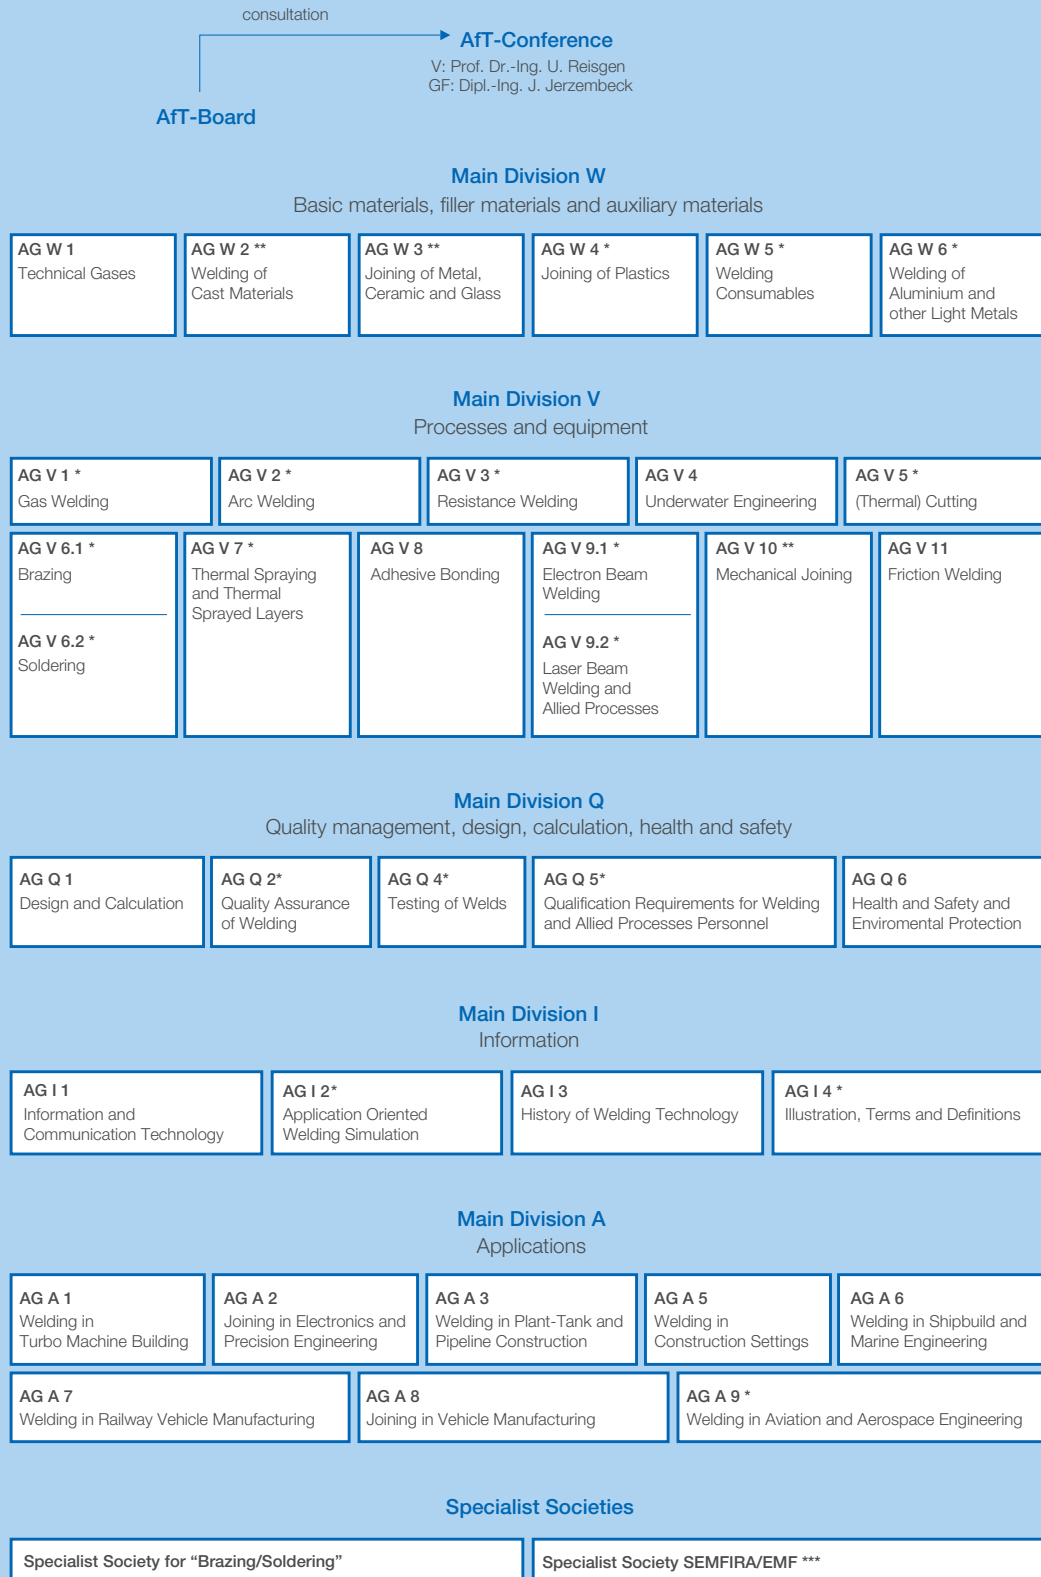 consultation
AfT-Conference
V: Prof. Dr.-Ing. U. Reisgen
GF: Dipl.-Ing. J. Jerzembeck
AfT-Board
Main Division W
Basic materials, filler materials and auxiliary materials
AG W 1
Technical Gases
AG W 2 **
Welding of
Cast Materials
AG W 3 **
Joining of Metal,
Ceramic and Glass
AG W 4 *
Joining of Plastics
AG W 5 *
Welding
Consumables
AG W 6 *
Welding of
Aluminium and
other Light Metals
Main Division V
Processes and equipment
AG V 1 *
Gas Welding
AG V 2 *
Arc Welding
AG V 3 *
Resistance Welding
AG V 4
Underwater Engineering
AG V 5 *
(Thermal) Cutting
AG V 6.1 *
Brazing
AG V 6.2 *
Soldering
AG V 7 *
Thermal Spraying
and Thermal
Sprayed Layers
AG V 8
Adhesive Bonding
AG V 9.1 *
Electron Beam
Welding
AG V 9.2 *
Laser Beam
Welding and
Allied Processes
AG V 10 **
Mechanical Joining
AG V 11
Friction Welding
Main Division Q
Quality management, design, calculation, health and safety
AG Q 1
Design and Calculation
AG Q 2*
Quality Assurance
of Welding
AG Q 4*
Testing of Welds
AG Q 5*
Qualification Requirements for Welding
and Allied Processes Personnel
AG Q 6
Health and Safety and
Enviromental Protection
Main Division I
Information
AG I 1
Information and
Communication Technology
AG I 2*
Application Oriented
Welding Simulation
AG I 3
History of Welding Technology
AG I 4 *
Illustration, Terms and Definitions
Main Division A
Applications
AG A 1
Welding in
Turbo Machine Building
AG A 2
Joining in Electronics and
Precision Engineering
AG A 3
Welding in Plant-Tank and
Pipeline Construction
AG A 5
Welding in
Construction Settings
AG A 6
Welding in Shipbuild and
Marine Engineering
AG A 7
Welding in Railway Vehicle Manufacturing
AG A 8
Joining in Vehicle Manufacturing
AG A 9 *
Welding in Aviation and Aerospace Engineering
Specialist Societies
Specialist Society for “Brazing/Soldering”
Specialist Society SEMFIRA/EMF ***